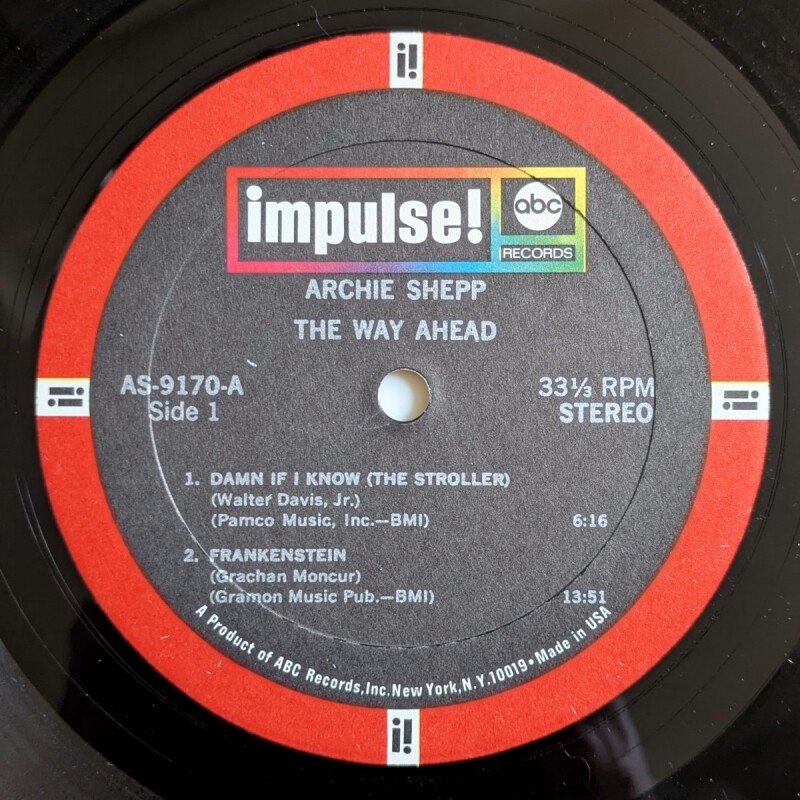 i!
impulse!
abc
RECORDS
ARCHIE SHEPP
THE WAY AHEAD
AS-9170-A
Side 1
33⅓ RPM
STEREO
i!
i!
1. DAMN IF I KNOW (THE STROLLER)
(Walter Davis, Jr.)
(Pamco Music, Inc.—BMI) 6:16
2. FRANKENSTEIN
(Grachan Moncur)
(Gramon Music Pub.—BMI) 13:51
A Product of ABC Records, Inc. New York, N.Y. 10019 • Made in USA
i!